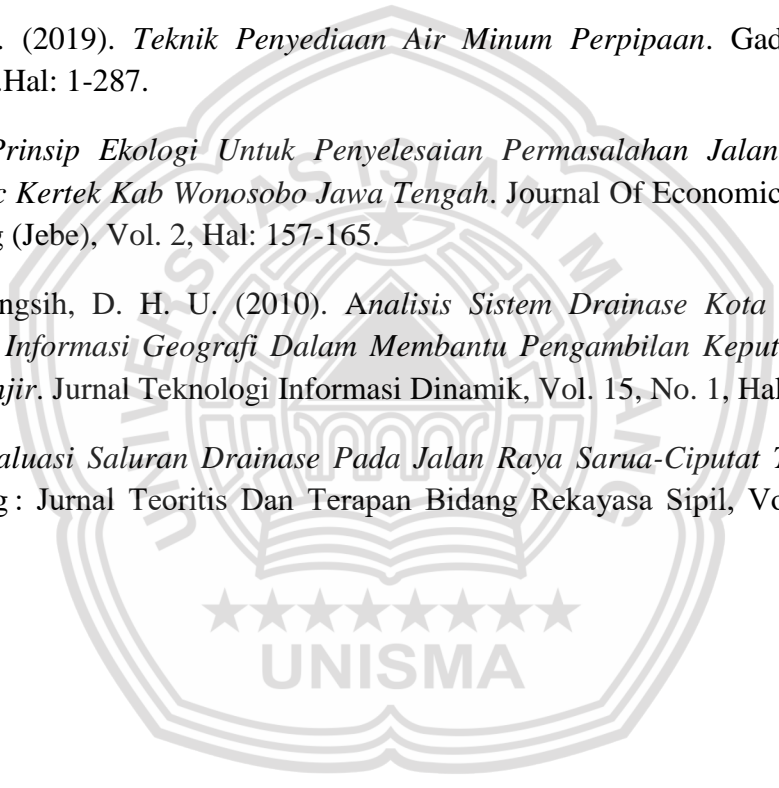 . (2019). Teknik Penyediaan Air Minum Perpipaan. Gad
.Hal: 1-287.
Prinsip Ekologi Untuk Penyelesaian Permasalahan Jalan
c Kertek Kab Wonosobo Jawa Tengah. Journal Of Economic
g (Jebe), Vol. 2, Hal: 157-165.
ngsih, D. H. U. (2010). Analisis Sistem Drainase Kota
Informasi Geografi Dalam Membantu Pengambilan Keput
njir. Jurnal Teknologi Informasi Dinamik, Vol. 15, No. 1, Hal
aluasi Saluran Drainase Pada Jalan Raya Sarua-Ciputat T
g : Jurnal Teoritis Dan Terapan Bidang Rekayasa Sipil, Vo
UNIVERSITAS ISLAM MALANG
UNISMA